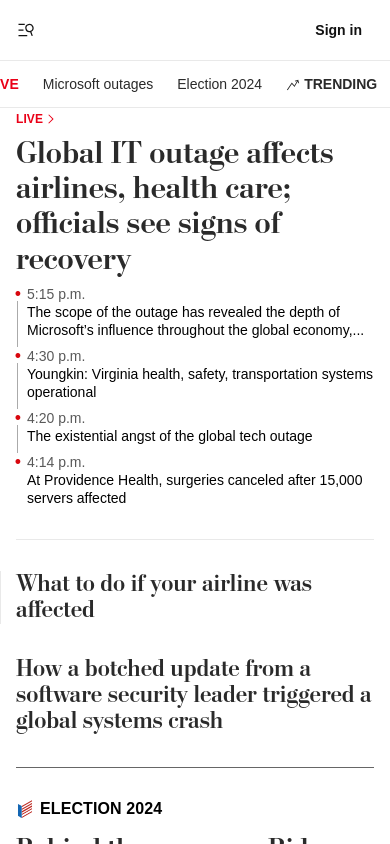 Sign in
VE Microsoft outages Election 2024 TRENDING
LIVE
Global IT outage affects
airlines, health care;
officials see signs of
recovery
5:15 p.m.
The scope of the outage has revealed the depth of
Microsoft’s influence throughout the global economy,...
4:30 p.m.
Youngkin: Virginia health, safety, transportation systems
operational
4:20 p.m.
The existential angst of the global tech outage
4:14 p.m.
At Providence Health, surgeries canceled after 15,000
servers affected
What to do if your airline was
affected
How a botched update from a
software security leader triggered a
global systems crash
ELECTION 2024